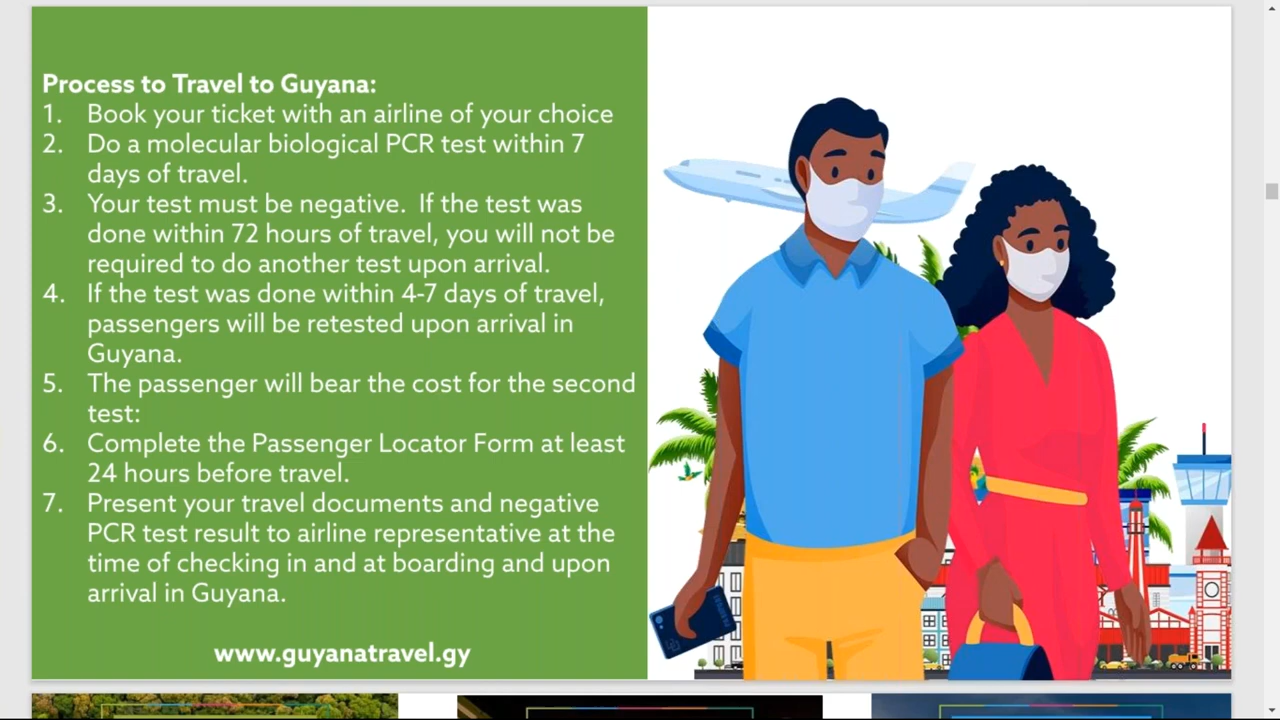 Process to Travel to Guyana:
1. Book your ticket with an airline of your choice
2. Do a molecular biological PCR test within 7
days of travel.
3. Your test must be negative. If the test was
done within 72 hours of travel, you will not be
required to do another test upon arrival.
4. If the test was done within 4-7 days of travel,
passengers will be retested upon arrival in
Guyana.
5. The passenger will bear the cost for the second
test:
6. Complete the Passenger Locator Form at least
24 hours before travel.
7. Present your travel documents and negative
PCR test result to airline representative at the
time of checking in and at boarding and upon
arrival in Guyana.
www.guyanatravel.gy